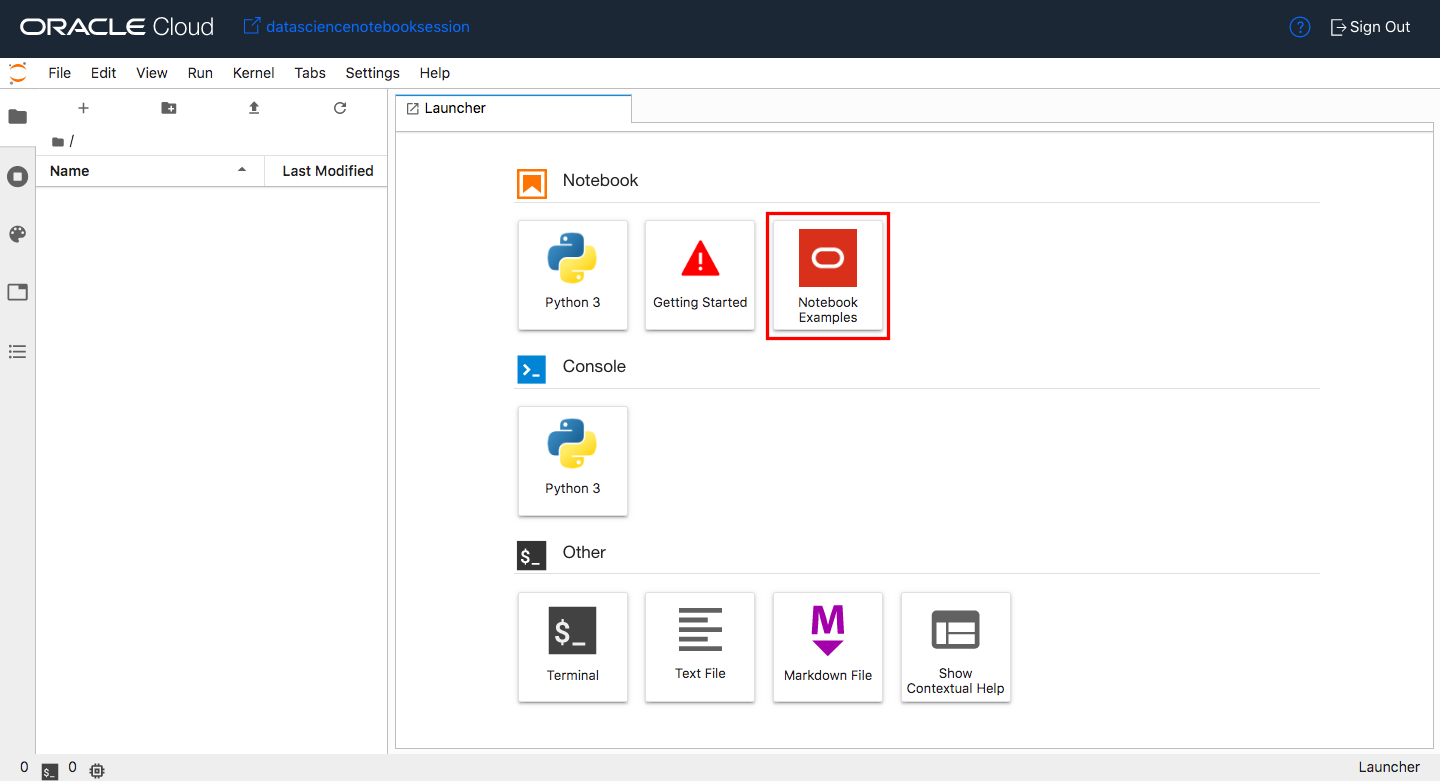 ORACLE Cloud
datasciencenotebooksession
?
Sign Out
File Edit View Run Kernel Tabs Settings Help
Launcher
/
Name
Last Modified
Notebook
Python 3
Getting Started
Notebook
Examples
Console
Python 3
Other
$_
Terminal
Text File
M
Markdown File
Show
Contextual Help
0
$_
0
Launcher